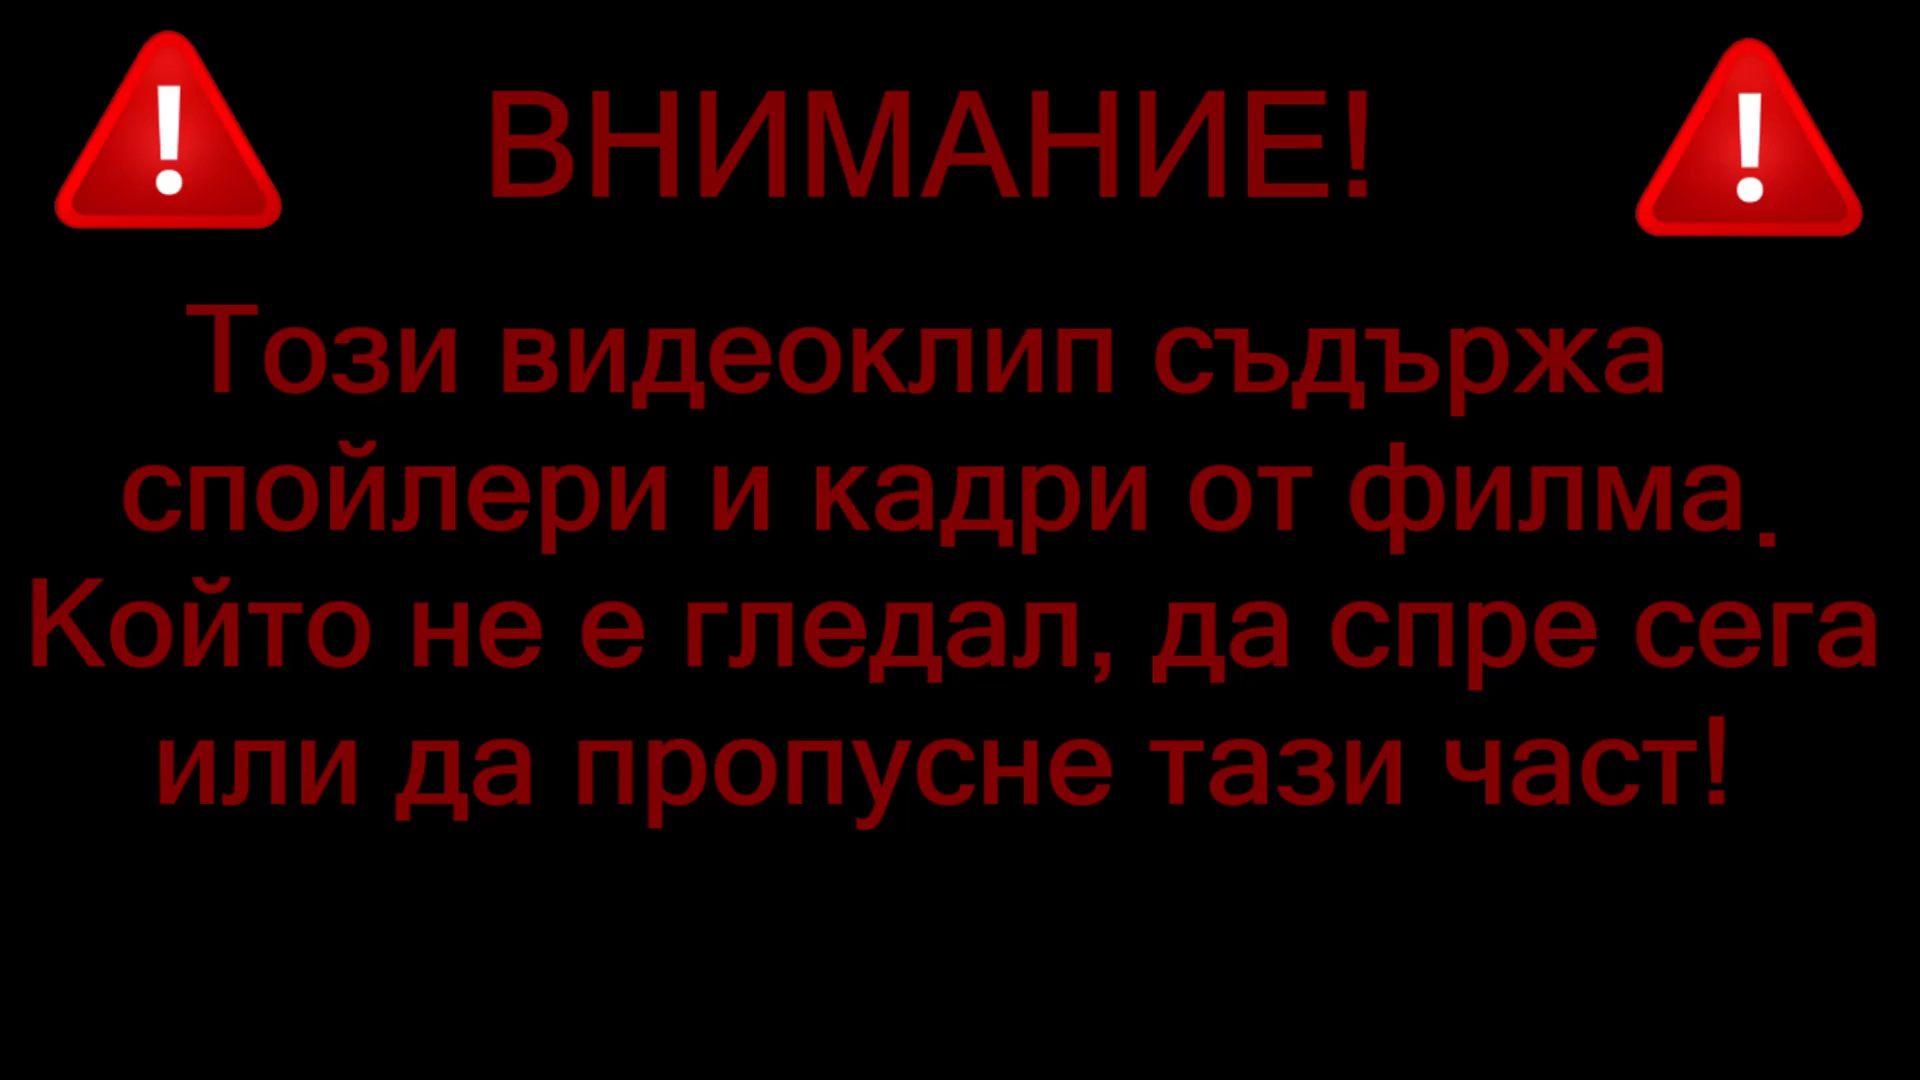 ВНИМАНИЕ!
Този видеоклип съдържа
спойлери и кадри от филма.
Който не е гледал, да спре сега
или да пропусне тази част!